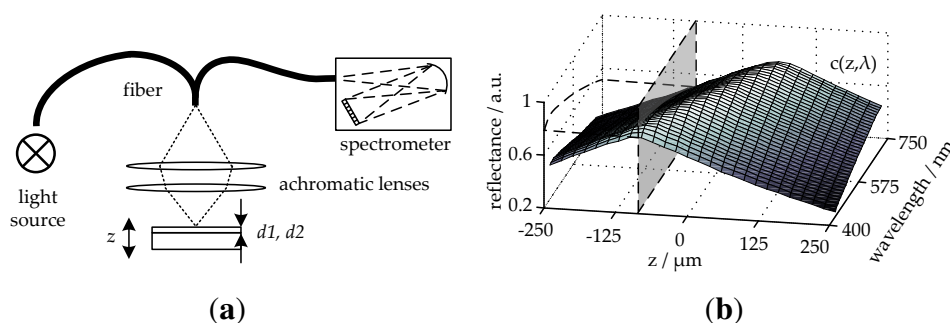 fiber
spectrometer
light
source
achromatic lenses
z
d1, d2
(a)
c(z,λ)
reflectance / a.u.
1
0.6
0.2
-250
-125
0
125
250
z / µm
400
575
750
wavelength / nm
(b)